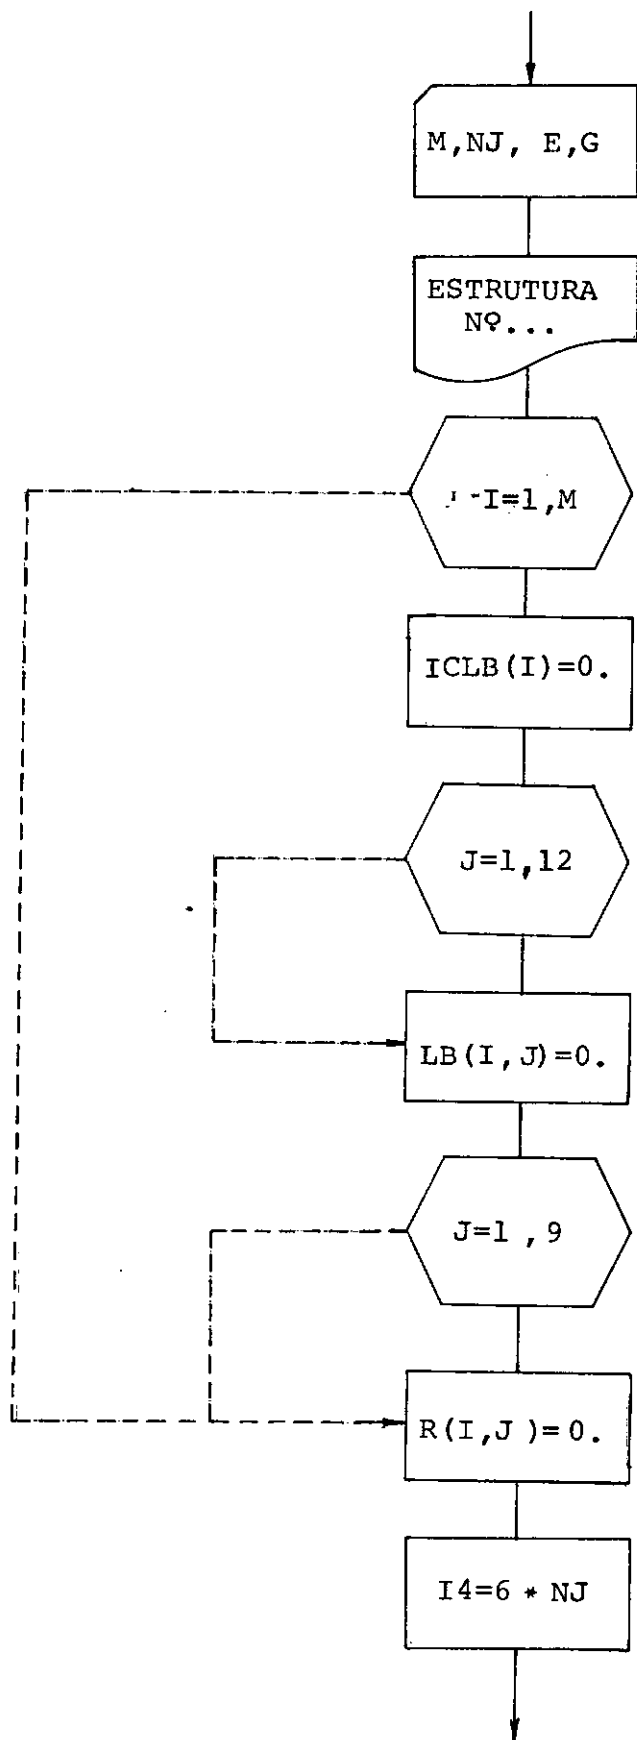 M,NJ, E,G
ESTRUTURA
Nº...
I=1,M
ICLB(I)=0.
J=1,12
LB(I,J)=0.
J=1 , 9
R(I,J )=0.
I4=6 * NJ